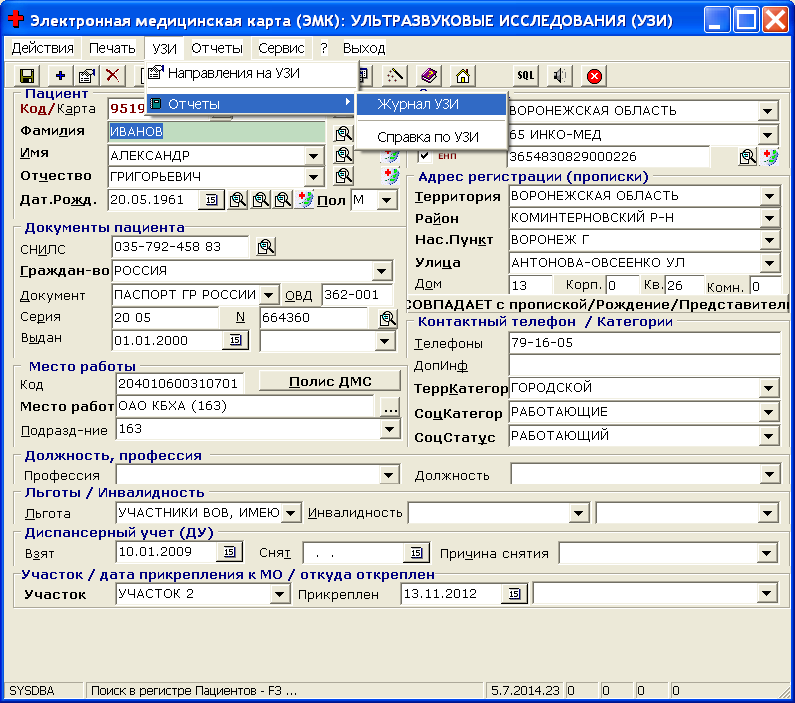 Электронная медицинская карта (ЭМК): УЛЬТРАЗВУКОВЫЕ ИССЛЕДОВАНИЯ (УЗИ)
Действия Печать УЗИ Отчеты Сервис ? Выход
Направления на УЗИ
SQL
Пациент
Отчеты
Журнал УЗИ
Справка по УЗИ
Код/Карта 9519
ВОРОНЕЖСКАЯ ОБЛАСТЬ
Фамилия ИВАНОВ
65 ИНКО-МЕД
Имя АЛЕКСАНДР
ЕНП 3654830829000226
Отчество ГРИГОРЬЕВИЧ
Дат.Рожд. 20.05.1961 15 Пол М
Адрес регистрации (прописки)
Территория ВОРОНЕЖСКАЯ ОБЛАСТЬ
Район КОМИНТЕРНОВСКИЙ Р-Н
Нас.Пункт ВОРОНЕЖ Г
Улица АНТОНОВА-ОВСЕЕНКО УЛ
Дом 13 Корп. 0 Кв. 26 Комн. 0
СОВПАДАЕТ с пропиской/Рождение/Представитель
Документы пациента
СНИЛС 035-792-458 83
Граждан-во РОССИЯ
Документ ПАСПОРТ ГР РОССИИ ОВД 362-001
Серия 20 05 N 664360
Выдан 01.01.2000 15
Контактный телефон / Категории
Телефоны 79-16-05
ДопИнф
ТеррКатегор ГОРОДСКОЙ
СоцКатегор РАБОТАЮЩИЕ
СоцСтатус РАБОТАЮЩИЙ
Место работы
Код 204010600310701 Полис ДМС
Место работ ОАО КБХА (163) ...
Подразд-ние 163
Должность, профессия
Профессия Должность
Льготы / Инвалидность
Льгота УЧАСТНИКИ ВОВ, ИМЕЮ Инвалидность
Диспансерный учет (ДУ)
Взят 10.01.2009 15 Снят . . 15 Причина снятия
Участок / дата прикрепления к МО / откуда откреплен
Участок УЧАСТОК 2 Прикреплен 13.11.2012 15
SYSDBA Поиск в регистре Пациентов - F3 ... 5.7.2014.23 0 0 0 0